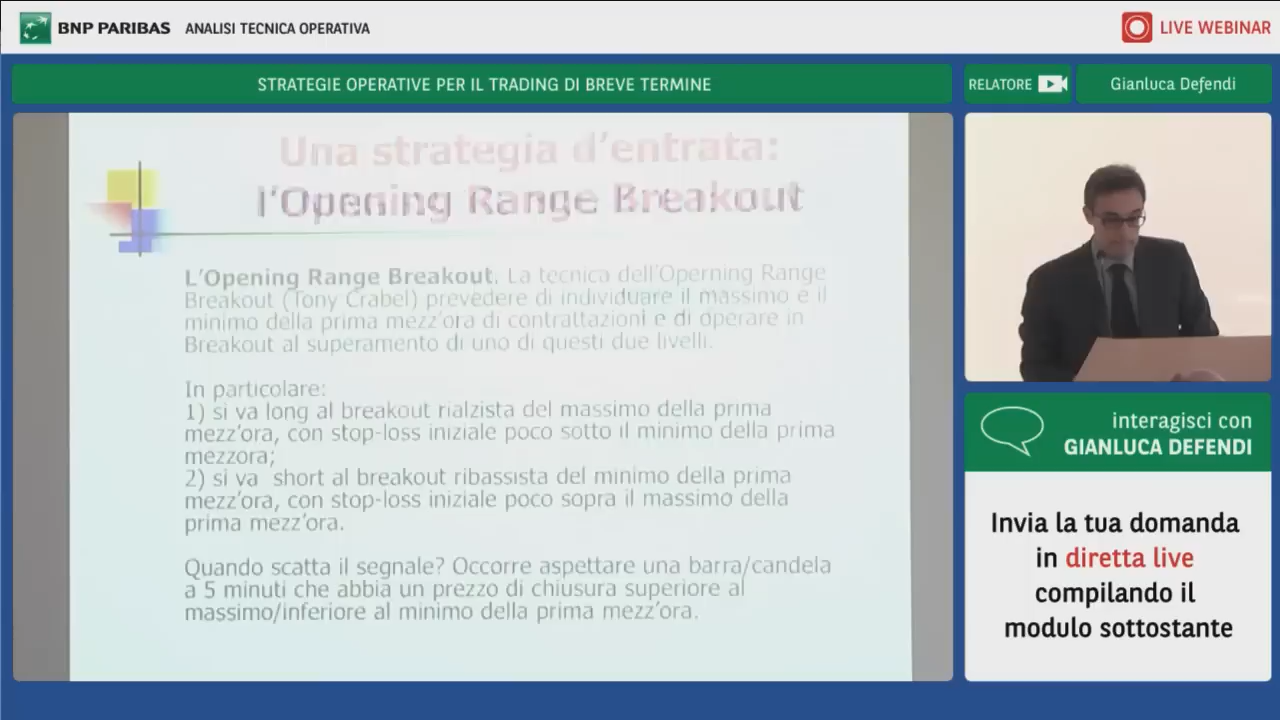 BNP PARIBAS
ANALISI TECNICA OPERATIVA
LIVE WEBINAR
STRATEGIE OPERATIVE PER IL TRADING DI BREVE TERMINE
RELATORE
Gianluca Defendi
Una strategia d'entrata:
l'Opening Range Breakout
L'Opening Range Breakout. La tecnica dell'Operning Range
Breakout (Tony Crabel) prevedere di individuare il massimo e il
minimo della prima mezz'ora di contrattazioni e di operare in
Breakout al superamento di uno di questi due livelli.
In particolare:
1) si va long al breakout rialzista del massimo della prima
mezz'ora, con stop-loss iniziale poco sotto il minimo della prima
mezzora;
2) si va short al breakout ribassista del minimo della prima
mezz'ora, con stop-loss iniziale poco sopra il massimo della
prima mezz'ora.
Quando scatta il segnale? Occorre aspettare una barra/candela
a 5 minuti che abbia un prezzo di chiusura superiore al
massimo/inferiore al minimo della prima mezz'ora.
interagisci con
GIANLUCA DEFENDI
Invia la tua domanda
in diretta live
compilando il
modulo sottostante